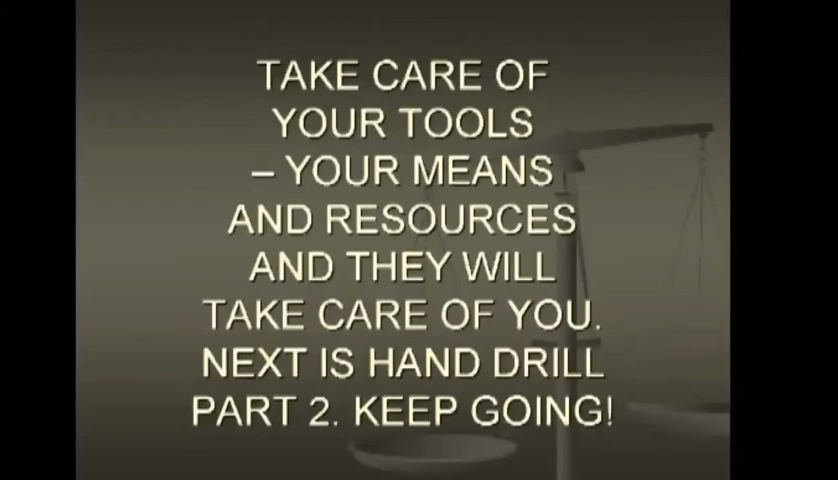 TAKE CARE OF
YOUR TOOLS
– YOUR MEANS
AND RESOURCES
AND THEY WILL
TAKE CARE OF YOU.
NEXT IS HAND DRILL
PART 2. KEEP GOING!